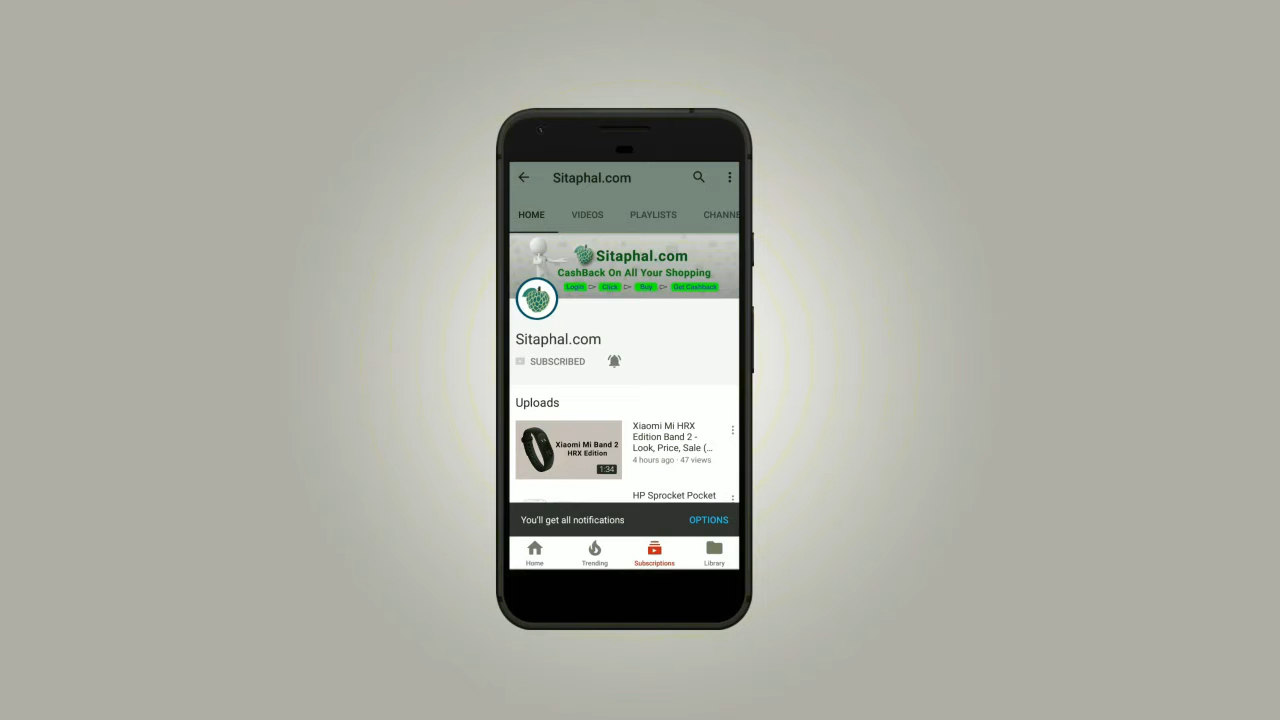 Sitaphal.com
HOME VIDEOS PLAYLISTS CHANNE
Sitaphal.com
CashBack On All Your Shopping
Login Click Buy Get Cashback
Sitaphal.com
SUBSCRIBED
Uploads
Xiaomi Mi Band 2
HRX Edition
1:34
Xiaomi Mi HRX
Edition Band 2 -
Look, Price, Sale (...
4 hours ago · 47 views
HP Sprocket Pocket
You'll get all notifications OPTIONS
Home Trending Subscriptions Library